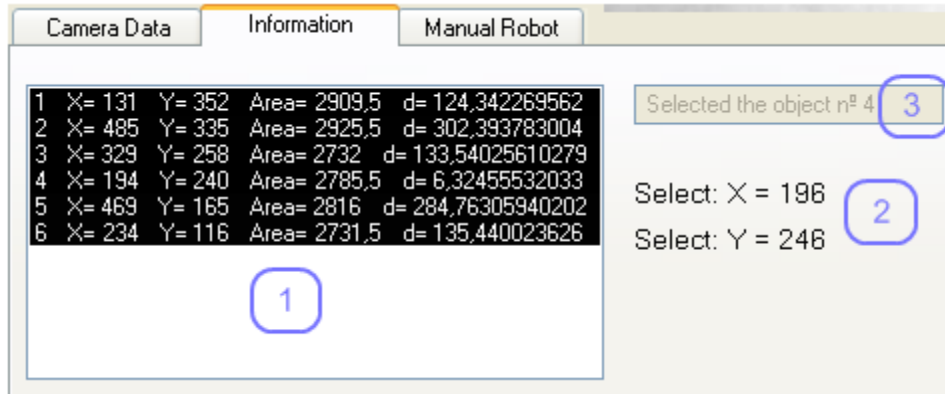 Camera Data Information Manual Robot
1 X= 131 Y= 352 Area= 2909,5 d= 124,342269562
2 X= 485 Y= 335 Area= 2925,5 d= 302,393783004
3 X= 329 Y= 258 Area= 2732 d= 133,54025610279
4 X= 194 Y= 240 Area= 2785,5 d= 6,32455532033
5 X= 469 Y= 165 Area= 2816 d= 284,76305940202
6 X= 234 Y= 116 Area= 2731,5 d= 135,440023626
1
Selected the object nº 4
3
Select: X = 196
Select: Y = 246
2